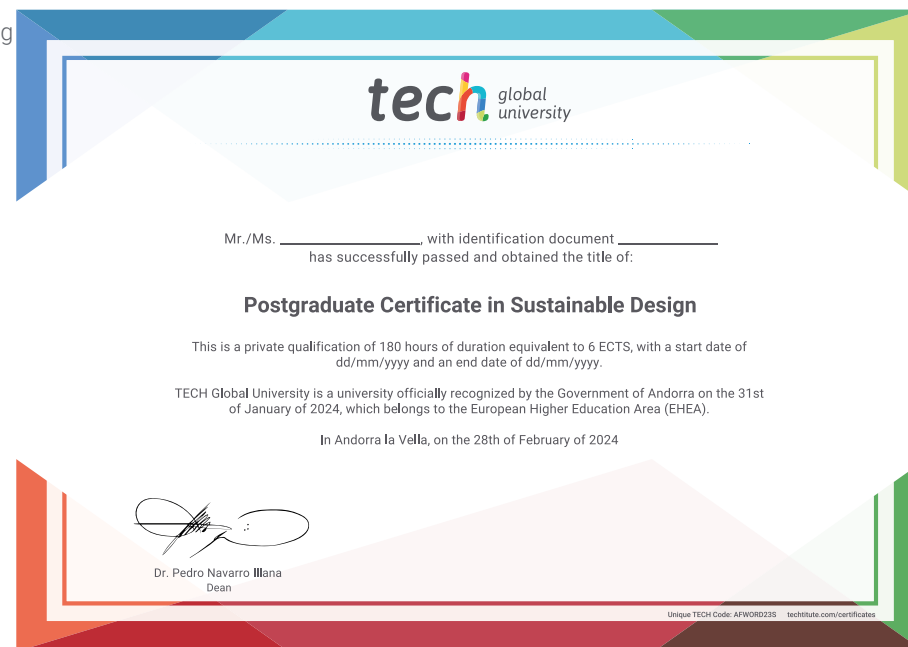 g
tech global university
Mr./Ms. ____________, with identification document ____________
has successfully passed and obtained the title of:
Postgraduate Certificate in Sustainable Design
This is a private qualification of 180 hours of duration equivalent to 6 ECTS, with a start date of
dd/mm/yyyy and an end date of dd/mm/yyyy.
TECH Global University is a university officially recognized by the Government of Andorra on the 31st
of January of 2024, which belongs to the European Higher Education Area (EHEA).
In Andorra la Vella, on the 28th of February of 2024
Dr. Pedro Navarro Illana
Dean
Unique TECH Code: AFWORD23S techtitute.com/certificates